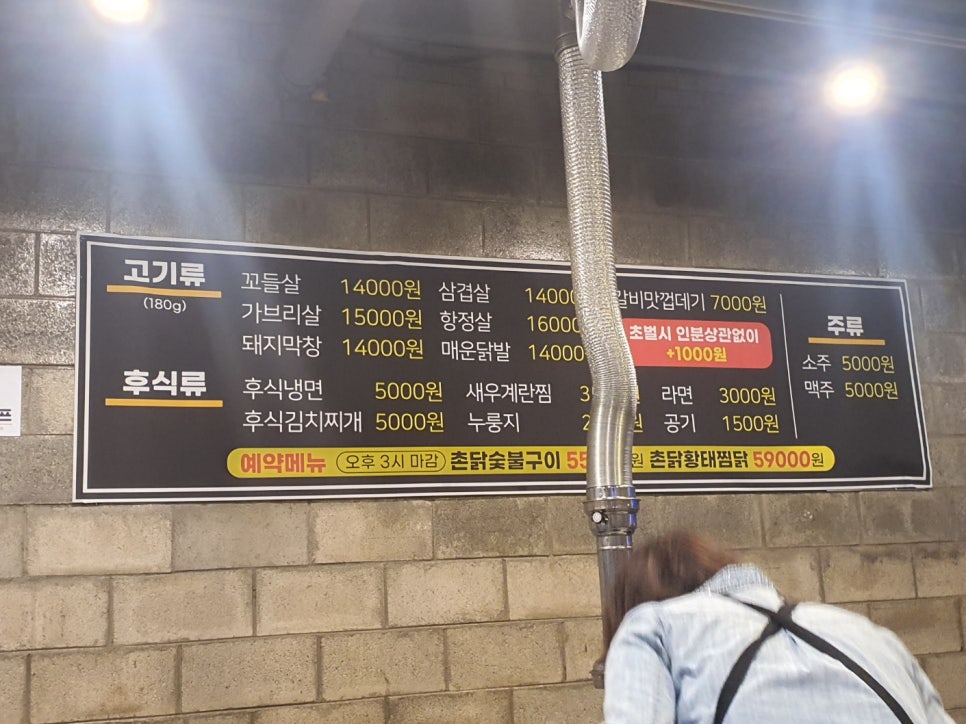 고기류
(180g)
꼬들살 14000원 삼겹살 갈비맛껍데기 7000원
가브리살 15000원 항정살 초벌시 인분상관없이
돼지막창 14000원 매운닭발 +1000원
주류
소주 5000원
맥주 5000원
후식류
후식냉면 5000원 새우계란찜 라면 3000원
후식김치찌개 5000원 누룽지 공기 1500원
예약메뉴 오후 3시 마감 촌닭숯불구이 원 촌닭황태찜닭 59000원
프